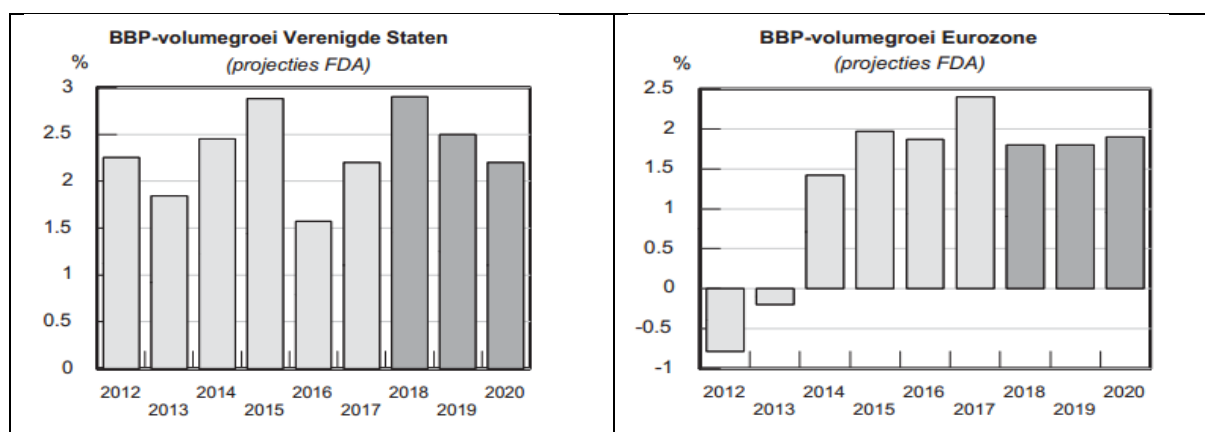 BBP-volumegroei Verenigde Staten
(projecties FDA)
%
3
2.5
2
1.5
1
0.5
0
2012 2014 2016 2018 2020
2013 2015 2017 2019
BBP-volumegroei Eurozone
(projecties FDA)
%
2.5
2
1.5
1
0.5
0
-0.5
-1
2012 2014 2016 2018 2020
2013 2015 2017 2019